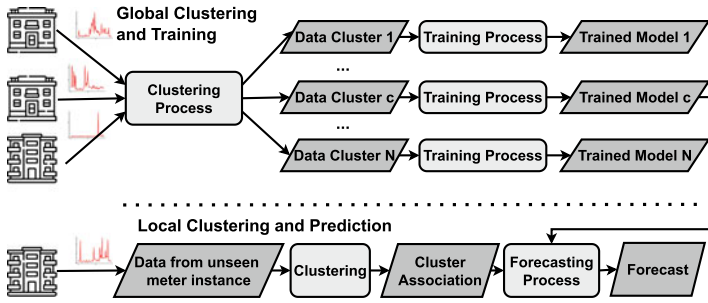 Global Clustering
and Training
Clustering
Process
Data Cluster 1
Training Process
Trained Model 1
...
Data Cluster c
Training Process
Trained Model c
...
Data Cluster N
Training Process
Trained Model N
Local Clustering and Prediction
Data from unseen
meter instance
Clustering
Cluster
Association
Forecasting
Process
Forecast